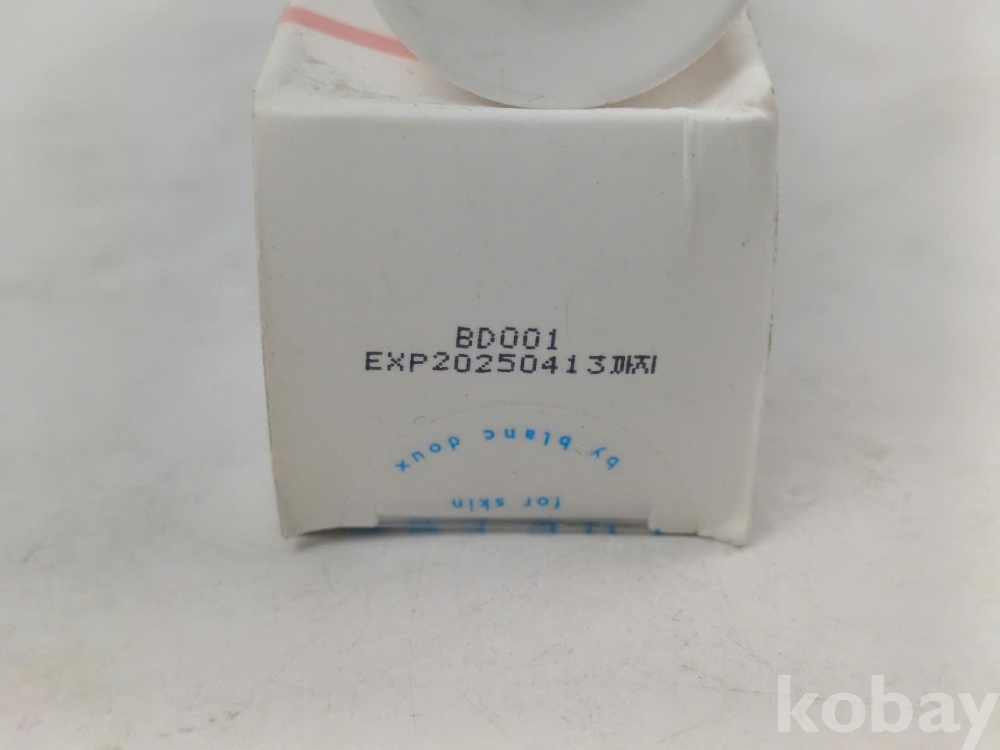 BD001
EXP20250413까지
by blanc doux
for skin
kobay